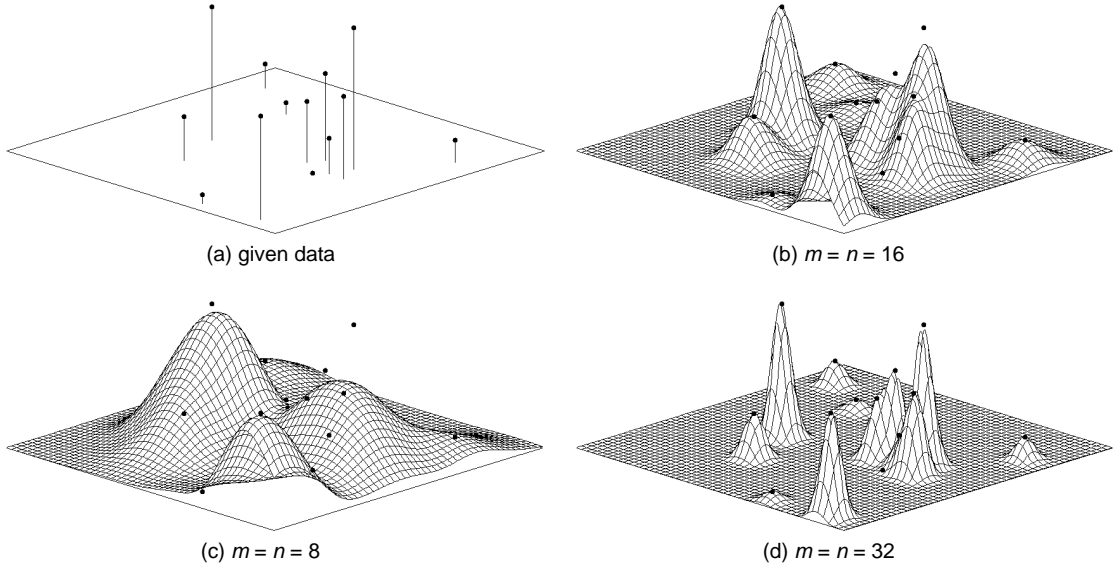 (a) given data
(b) m = n = 16
(c) m = n = 8
(d) m = n = 32